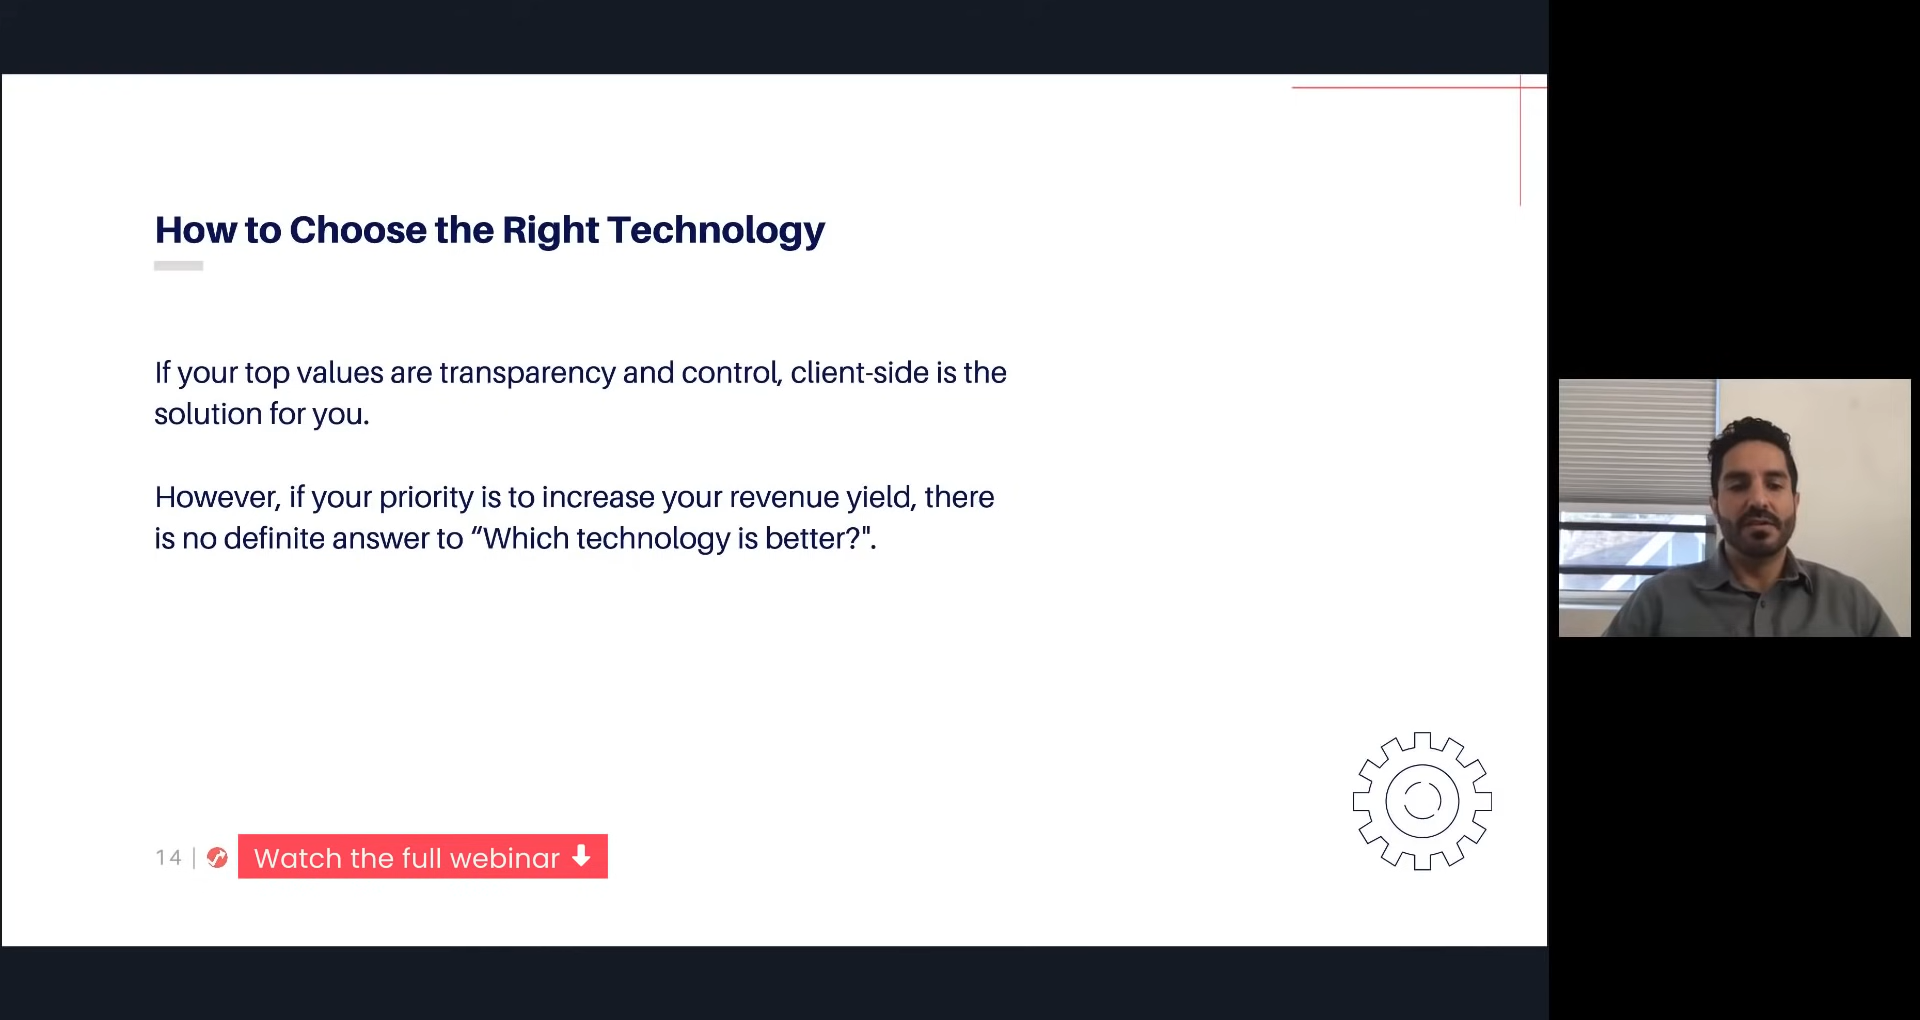 How to Choose the Right Technology
If your top values are transparency and control, client-side is the
solution for you.
However, if your priority is to increase your revenue yield, there
is no definite answer to “Which technology is better?".
14 |
Watch the full webinar